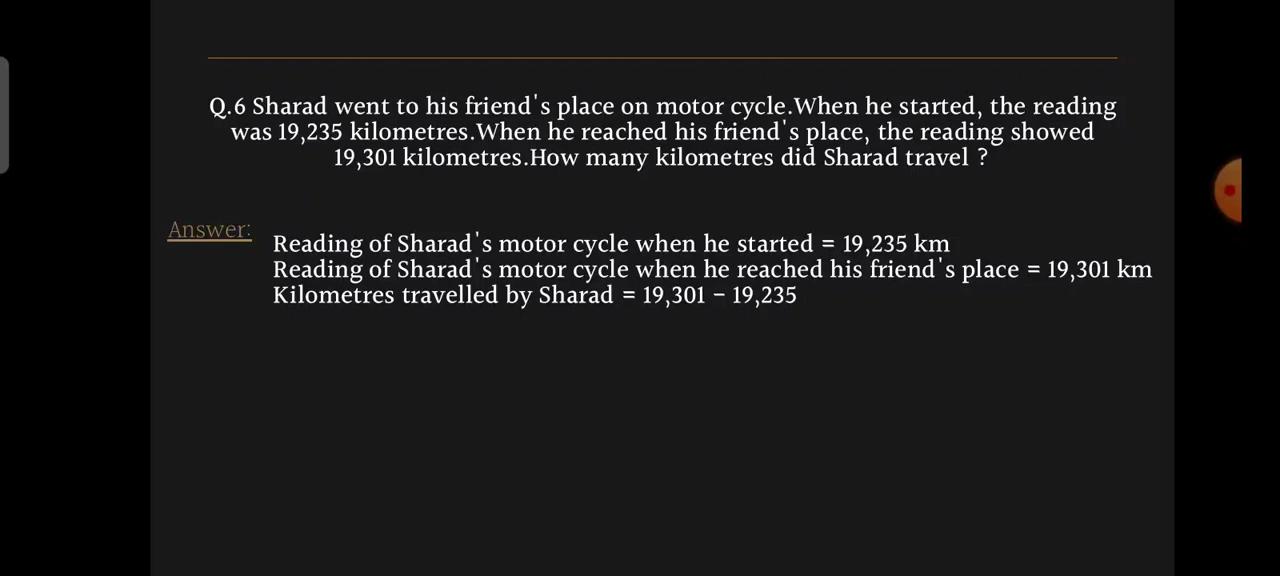 Q.6 Sharad went to his friend's place on motor cycle.When he started, the reading
was 19,235 kilometres.When he reached his friend's place, the reading showed
19,301 kilometres.How many kilometres did Sharad travel ?
Answer:
Reading of Sharad's motor cycle when he started = 19,235 km
Reading of Sharad's motor cycle when he reached his friend's place = 19,301 km
Kilometres travelled by Sharad = 19,301 − 19,235